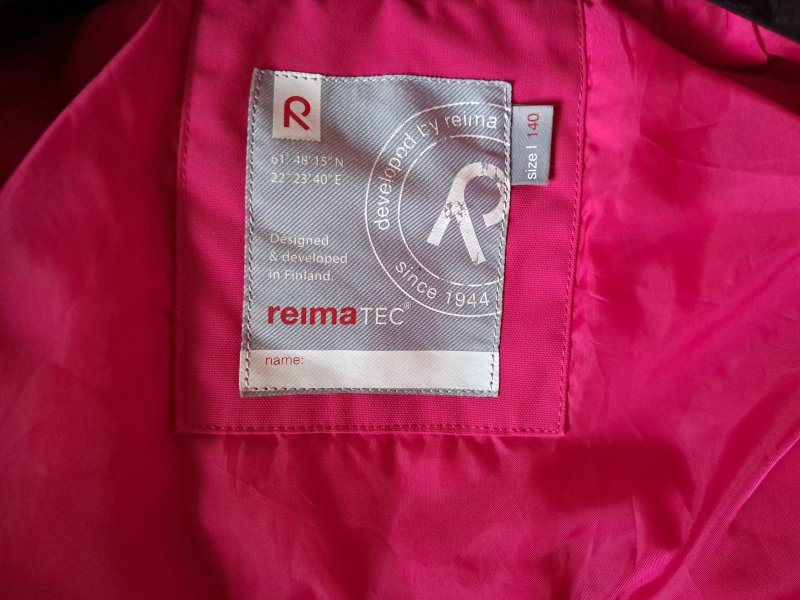 R
61° 48' 15" N
22° 23' 40" E
developed by reima
since 1944
size | 140
Designed
& developed
in Finland.
reimaTEC®
name: